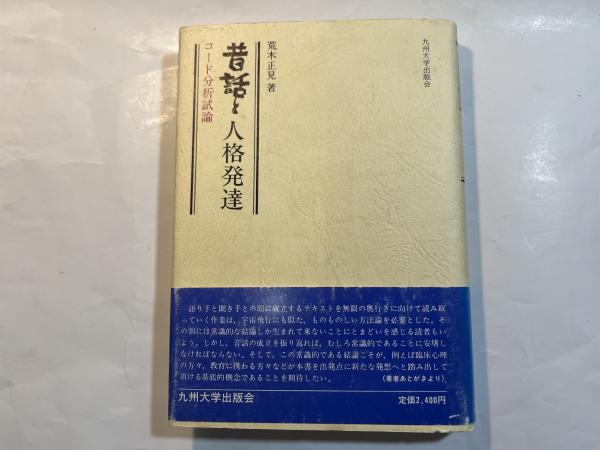 九州大学出版会
荒木正見 著
昔話と人格発達
コード分析試論
語り手と聞き手との間に成立するテキストを無限の奥行きに向けて読み取
っていく作業は、宇宙飛行にも似た、ものものしい方法論を必要とした。そ
の割には常識的な結論しか生まれて来ないことにとまどいを感じる読者もい
よう。しかし、昔話の成立を振り返れば、むしろ常識的であることに安堵し
なければならない。そして、この常識的である結論こそが、例えば臨床心理
の方々、教育に携わる方々などが本書を出発点に新たな発想へと踏み出して
頂ける基底的概念であることを期待したい。
(著者あとがきより)
九州大学出版会
定価2,400円